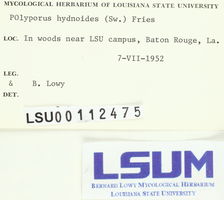 MYCOLOGICAL HERBARIUM OF LOUISIANA STATE UNIVERSITY
Polyporus hydnoides (Sw.) Fries
LOC. In woods near LSU campus, Baton Rouge, La.
7-VII-1952
LEG.
& B. Lowy
DET.
LSU00112475
LSUM
BERNARD LOWY MYCOLOGICAL HERBARIUM
LOUISIANA STATE UNIVERSITY